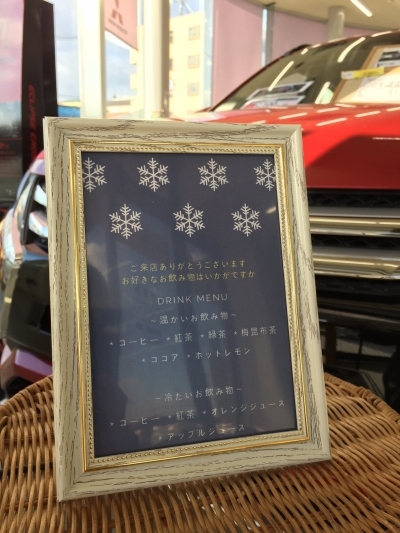 ご来店ありがとうございます
お好きなお飲み物はいかがですか
DRINK MENU
~温かいお飲み物~
*コーヒー *紅茶 *緑茶 *梅昆布茶
*ココア *ホットレモン
~冷たいお飲み物~
*コーヒー *紅茶 *オレンジジュース
*アップルジュース